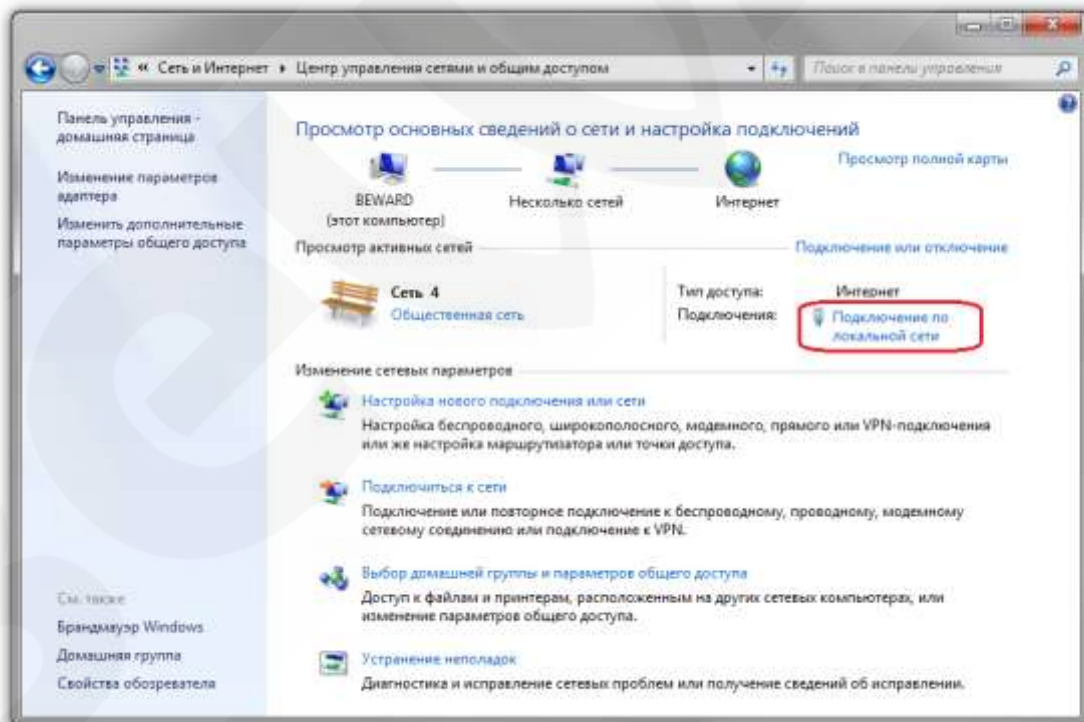 « Сеть и Интернет ▸ Центр управления сетями и общим доступом
Поиск в панели управления
Панель управления -
домашняя страница
Изменение параметров
адаптера
Изменить дополнительные
параметры общего доступа
Просмотр основных сведений о сети и настройка подключений
Просмотр полной карты
BEWARD
(этот компьютер)
Несколько сетей
Интернет
Просмотр активных сетей
Подключение или отключение
Сеть 4
Общественная сеть
Тип доступа: Интернет
Подключения: Подключение по
локальной сети
Изменение сетевых параметров
Настройка нового подключения или сети
Настройка беспроводного, широкополосного, модемного, прямого или VPN-подключения
или же настройка маршрутизатора или точки доступа.
Подключиться к сети
Подключение или повторное подключение к беспроводному, проводному, модемному
сетевому соединению или подключение к VPN.
Выбор домашней группы и параметров общего доступа
Доступ к файлам и принтерам, расположенным на других сетевых компьютерах, или
изменение параметров общего доступа.
Устранение неполадок
Диагностика и исправление сетевых проблем или получение сведений об исправлении.
См. также
Брандмауэр Windows
Домашняя группа
Свойства обозревателя